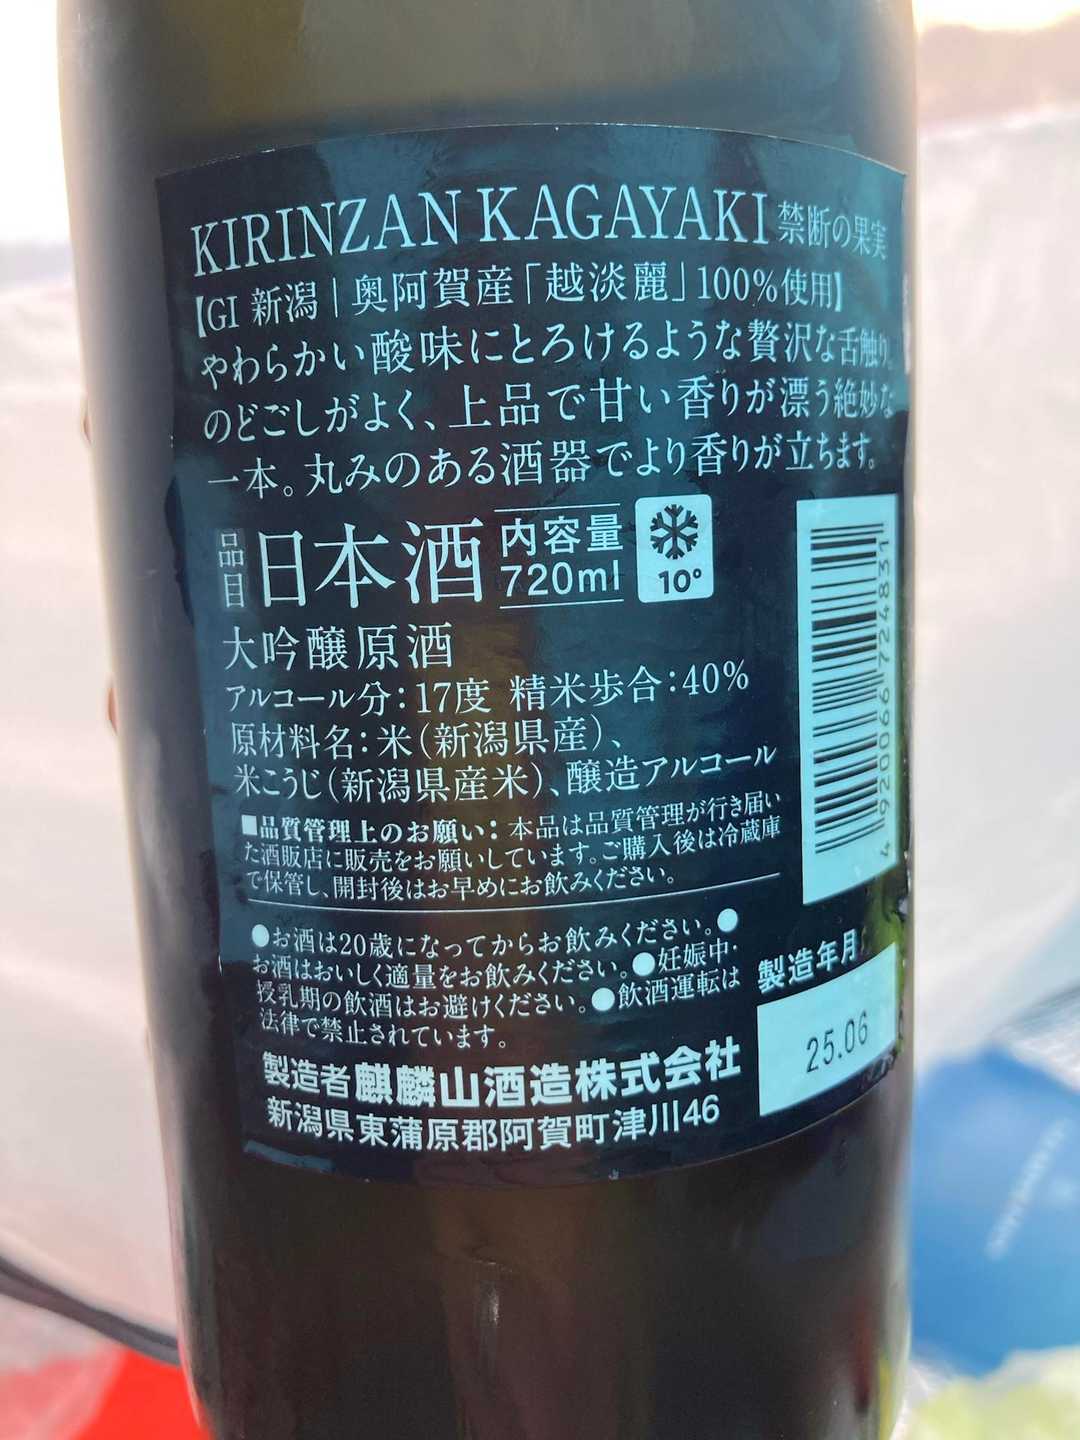 KIRINZAN KAGAYAKI 禁断の果実
【GI 新潟｜奥阿賀産「越淡麗」100%使用】
やわらかい酸味にとろけるような贅沢な舌触り。
のどごしがよく、上品で甘い香りが漂う絶妙な
一本。丸みのある酒器でより香りが立ちます。
品目 日本酒 内容量 720ml 10°
大吟醸原酒
アルコール分：17度 精米歩合：40%
原材料名：米（新潟県産）、
米こうじ（新潟県産米）、醸造アルコール
■品質管理上のお願い：本品は品質管理が行き届い
た酒販店に販売をお願いしています。ご購入後は冷蔵庫
で保管し、開封後はお早めにお飲みください。
●お酒は20歳になってからお飲みください。●
お酒はおいしく適量をお飲みください。●妊娠中・
授乳期の飲酒はお避けください。●飲酒運転は
法律で禁止されています。
製造者 麒麟山酒造株式会社
新潟県東蒲原郡阿賀町津川46
4 920066 724831
製造年月
25.06